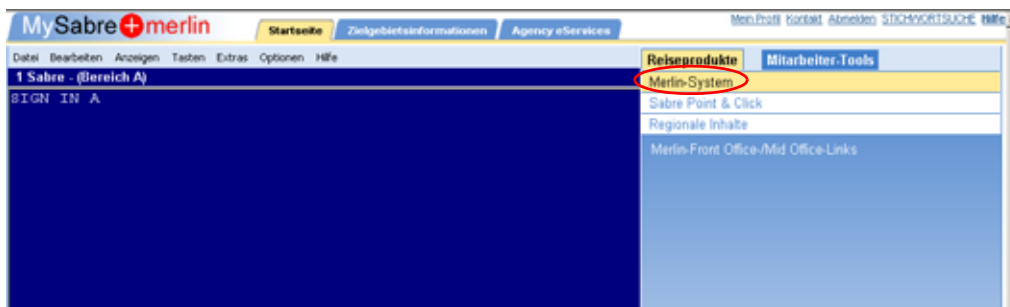 MySabre merlin
Startseite Zielgebietsinformationen Agency eServices
Mein Profil Kontakt Abmelden STICHWORTSUCHE Hilfe
Datei Bearbeiten Anzeigen Tasten Extras Optionen Hilfe
Reiseprodukte Mitarbeiter-Tools
1 Sabre - (Bereich A)
SIGN IN A
Merlin-System
Sabre Point & Click
Regionale Inhalte
Merlin-Front Office-/Mid Office-Links